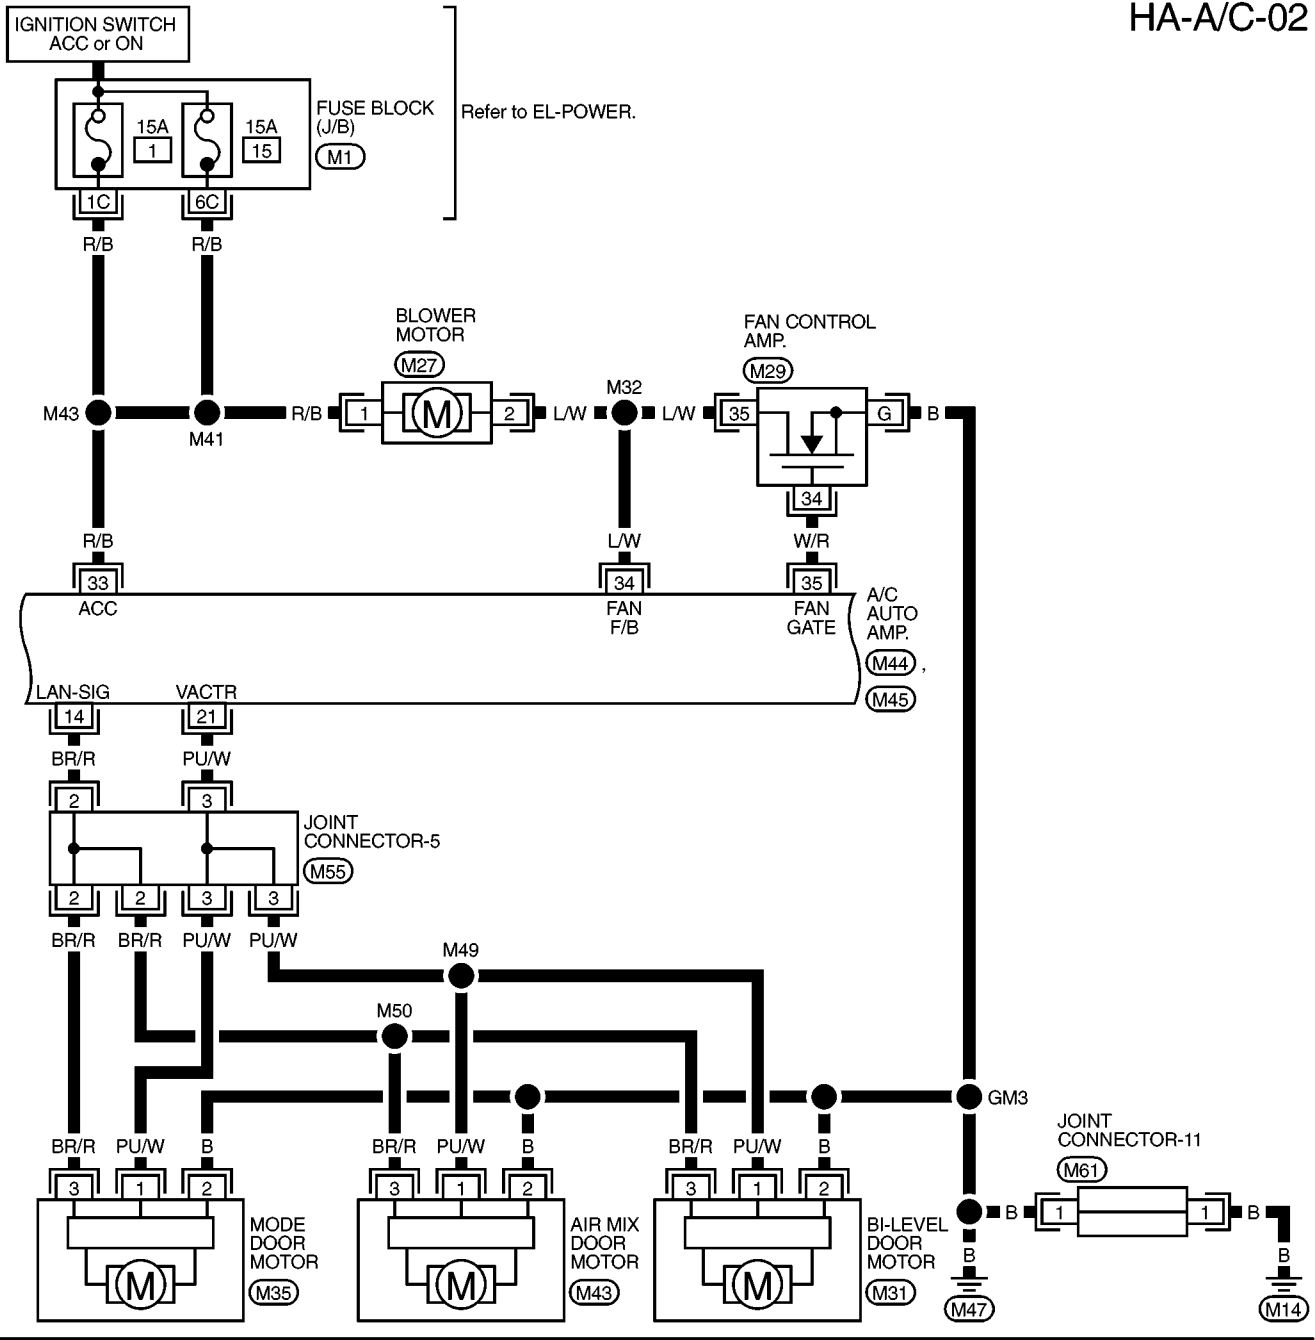 HA-A/C-02
IGNITION SWITCH
ACC or ON
FUSE BLOCK
(J/B)
M1
Refer to EL-POWER.
15A
1
15A
15
1C
6C
R/B
R/B
BLOWER
MOTOR
M27
FAN CONTROL
AMP.
M29
M32
M43
M41
R/B
1
M
2
L/W
L/W
35
G
B
34
R/B
L/W
W/R
33
34
35
ACC
FAN
F/B
FAN
GATE
A/C
AUTO
AMP.
M44 ,
M45
LAN-SIG
VACTR
14
21
BR/R
PU/W
2
3
JOINT
CONNECTOR-5
M55
2
2
3
3
BR/R
BR/R
PU/W
PU/W
M49
M50
GM3
JOINT
CONNECTOR-11
M61
BR/R
PU/W
B
BR/R
PU/W
B
BR/R
PU/W
B
3
1
2
3
1
2
3
1
2
B
1
1
B
MODE
DOOR
MOTOR
M35
M
AIR MIX
DOOR
MOTOR
M43
M
BI-LEVEL
DOOR
MOTOR
M31
M
B
B
M47
M14